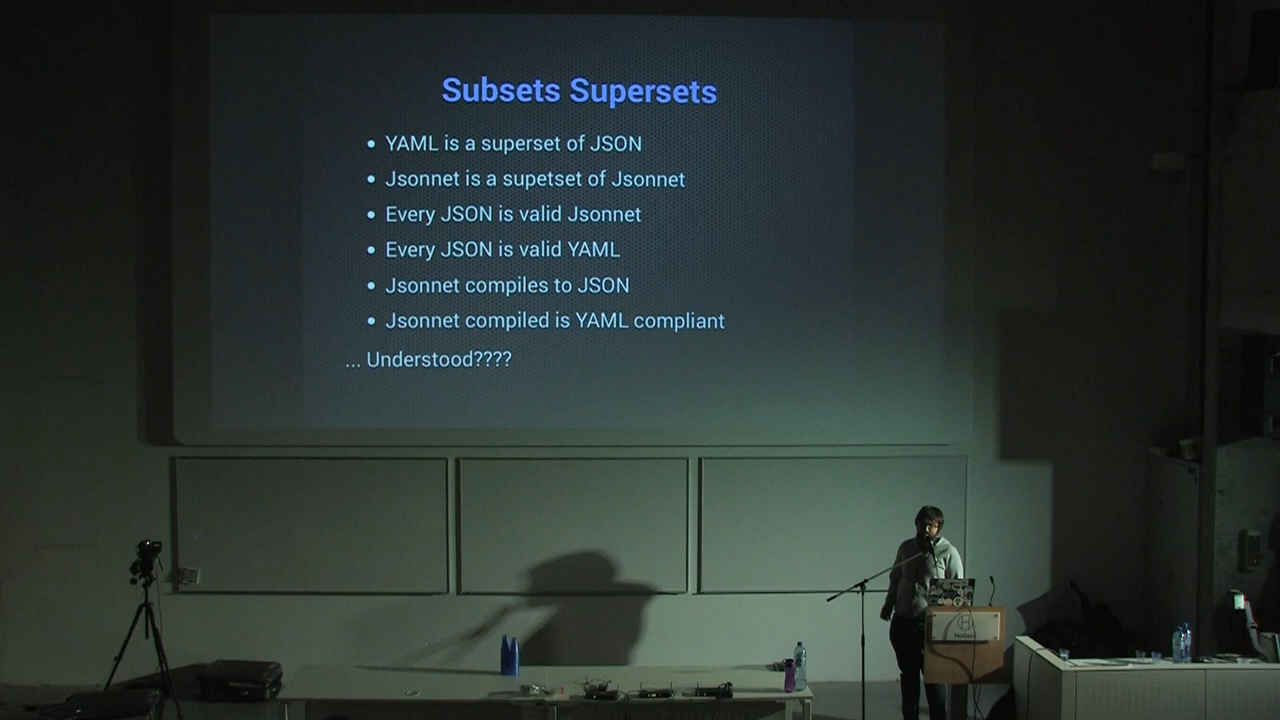 Subsets Supersets
• YAML is a superset of JSON
• Jsonnet is a supetset of Jsonnet
• Every JSON is valid Jsonnet
• Every JSON is valid YAML
• Jsonnet compiles to JSON
• Jsonnet compiled is YAML compliant
... Understood????
HoGent